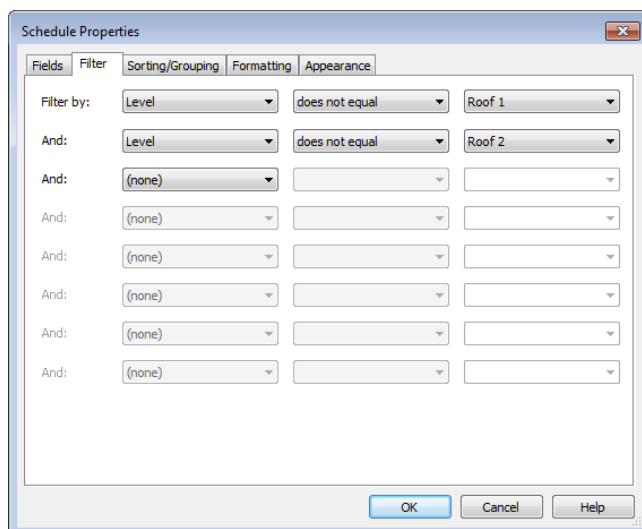 Schedule Properties
Fields Filter Sorting/Grouping Formatting Appearance
Filter by: Level does not equal Roof 1
And: Level does not equal Roof 2
And: (none)
And: (none)
And: (none)
And: (none)
And: (none)
And: (none)
OK Cancel Help